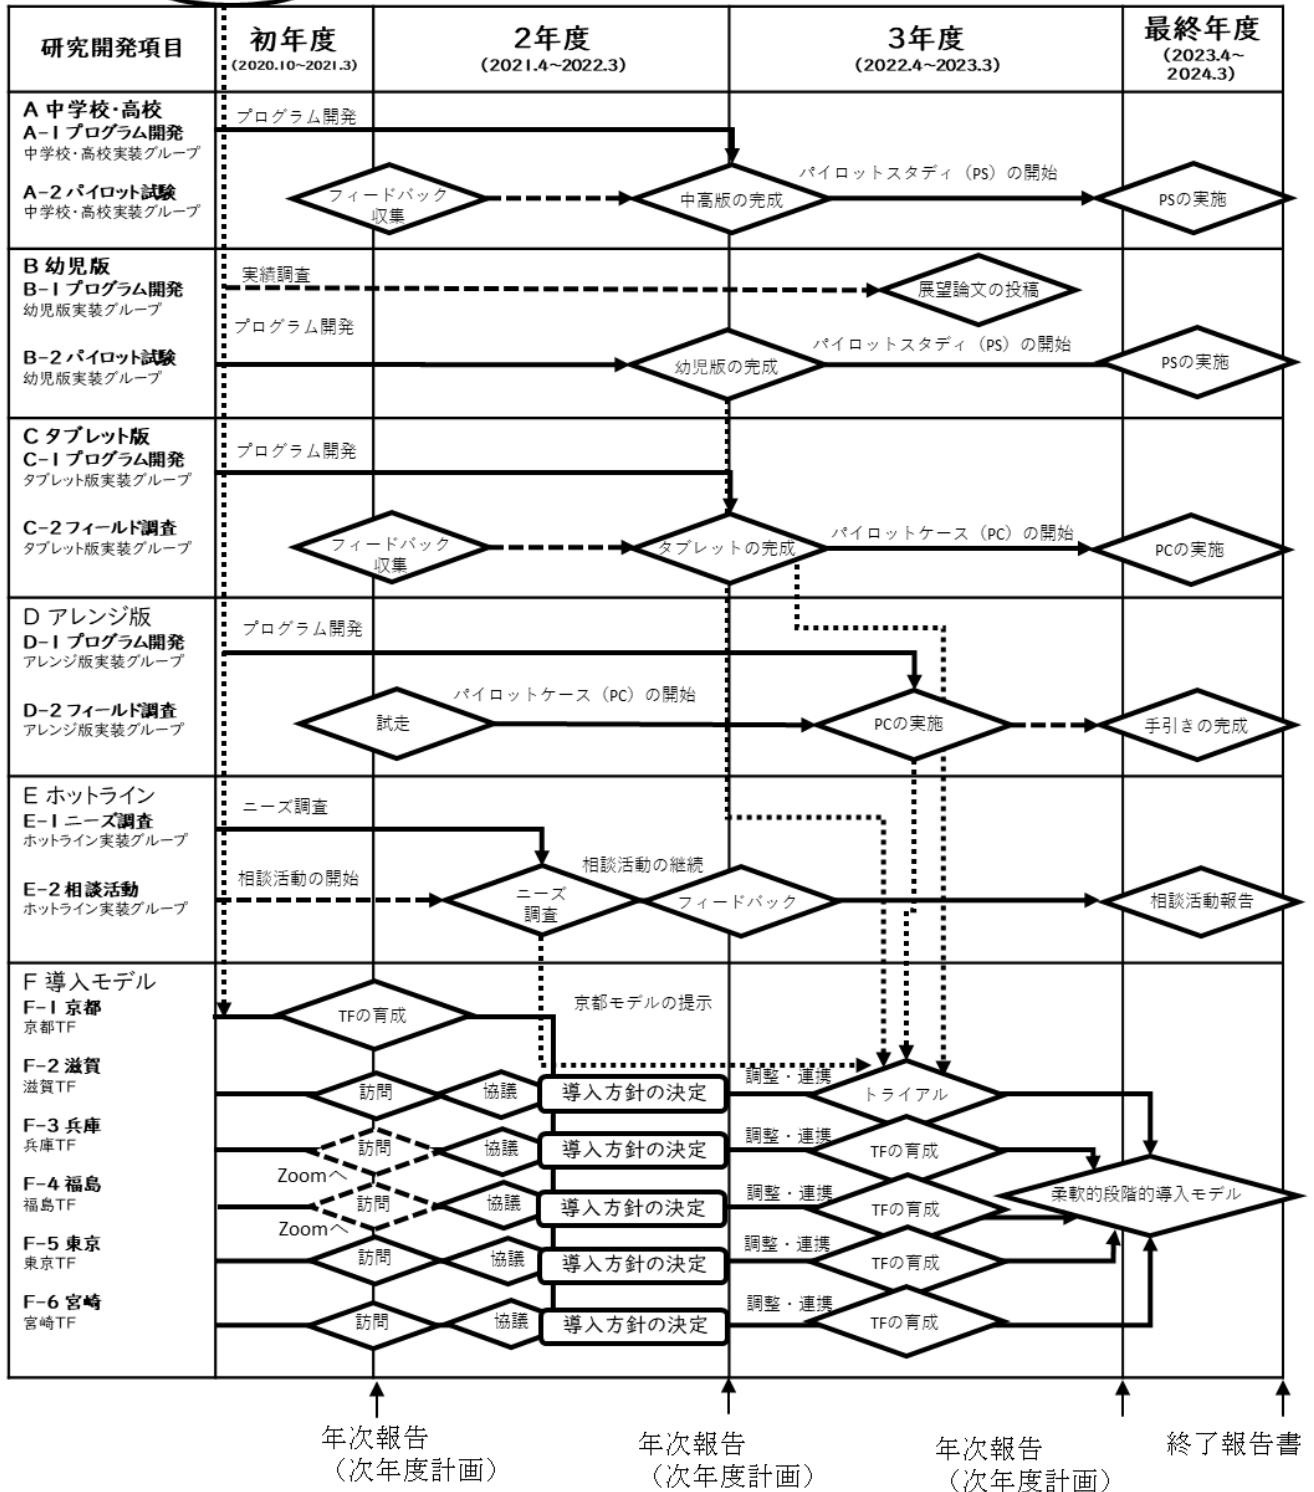 研究開発項目
初年度
(2020.10~2021.3)
2年度
(2021.4~2022.3)
3年度
(2022.4~2023.3)
最終年度
(2023.4~
2024.3)
A 中学校・高校
A-1 プログラム開発
中学校・高校実装グループ
A-2 パイロット試験
中学校・高校実装グループ
プログラム開発
フィードバック
収集
中高版の完成
パイロットスタディ（PS）の開始
PSの実施
B 幼児版
B-1 プログラム開発
幼児版実装グループ
B-2 パイロット試験
幼児版実装グループ
実績調査
展望論文の投稿
プログラム開発
幼児版の完成
パイロットスタディ（PS）の開始
PSの実施
C タブレット版
C-1 プログラム開発
タブレット版実装グループ
C-2 フィールド調査
タブレット版実装グループ
プログラム開発
フィードバック
収集
タブレットの完成
パイロットケース（PC）の開始
PCの実施
D アレンジ版
D-1 プログラム開発
アレンジ版実装グループ
D-2 フィールド調査
アレンジ版実装グループ
プログラム開発
試走
パイロットケース（PC）の開始
PCの実施
手引きの完成
E ホットライン
E-1 ニーズ調査
ホットライン実装グループ
E-2 相談活動
ホットライン実装グループ
ニーズ調査
相談活動の開始
ニーズ
調査
相談活動の継続
フィードバック
相談活動報告
F 導入モデル
F-1 京都
京都TF
TFの育成
京都モデルの提示
F-2 滋賀
滋賀TF
訪問
協議
導入方針の決定
調整・連携
トライアル
F-3 兵庫
兵庫TF
訪問
Zoomへ
協議
導入方針の決定
調整・連携
TFの育成
F-4 福島
福島TF
訪問
Zoomへ
協議
導入方針の決定
調整・連携
TFの育成
柔軟的段階的導入モデル
F-5 東京
東京TF
訪問
協議
導入方針の決定
調整・連携
TFの育成
F-6 宮崎
宮崎TF
訪問
協議
導入方針の決定
調整・連携
TFの育成
年次報告
（次年度計画）
年次報告
（次年度計画）
年次報告
（次年度計画）
終了報告書